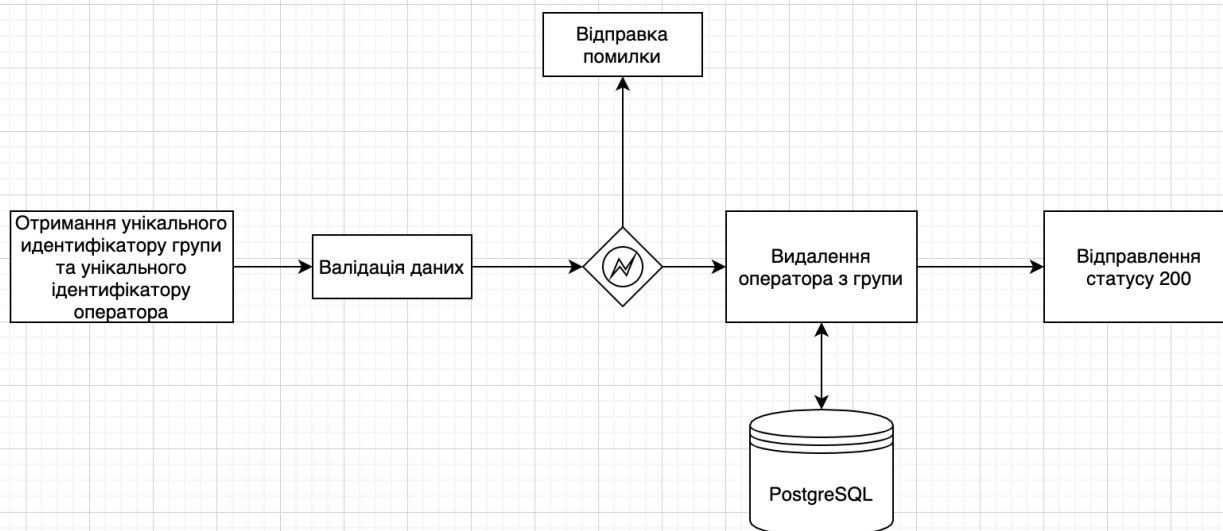 Відправка
помилки
Отримання унікального
идентифікатору групи
та унікального
ідентифікатору
оператора
Валідація даних
Видалення
оператора з групи
Відправлення
статусу 200
PostgreSQL